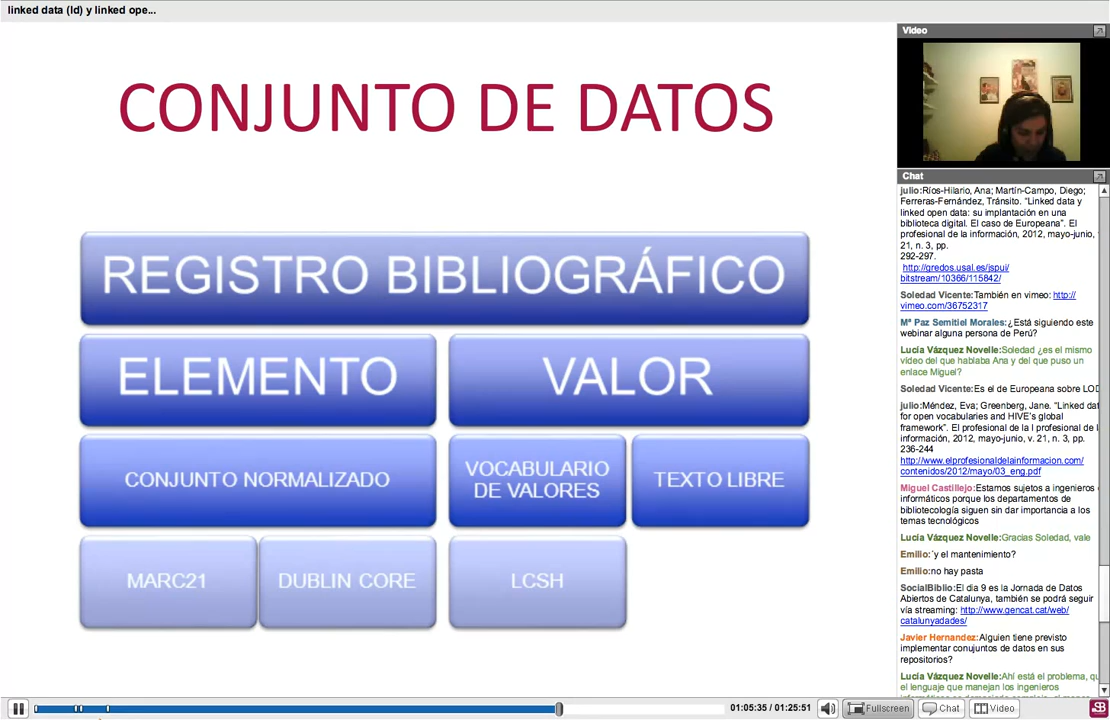 linked data (ld) y linked ope...
CONJUNTO DE DATOS
REGISTRO BIBLIOGRÁFICO
ELEMENTO
VALOR
CONJUNTO NORMALIZADO
VOCABULARIO
DE VALORES
TEXTO LIBRE
MARC21
DUBLIN CORE
LCSH
Video
Chat
julio:Ríos-Hilario, Ana; Martín-Campo, Diego;
Ferreras-Fernández, Tránsito. "Linked data y
linked open data: su implantación en una
biblioteca digital. El caso de Europeana". El
profesional de la información, 2012, mayo-junio, v.
21, n. 3, pp.
292-297.
http://gredos.usal.es/jspui/
bitstream/10366/115842/
Soledad Vicente:También en vimeo: http://
vimeo.com/36752317
Mª Paz Semitiel Morales:¿Está siguiendo este
webinar alguna persona de Perú?
Lucía Vázquez Novelle:Soledad ¿es el mismo
vídeo del que hablaba Ana y del que puso un
enlace Miguel?
Soledad Vicente:Es el de Europeana sobre LOD
julio:Méndez, Eva; Greenberg, Jane. "Linked dat
for open vocabularies and HIVE's global
framework". El profesional de la I profesional de l
información, 2012, mayo-junio, v. 21, n. 3, pp.
236-244
http://www.elprofesionaldelainformacion.com/
contenidos/2012/mayo/03_eng.pdf
Miguel Castillejo:Estamos sujetos a ingenieros
informáticos porque los departamentos de
bibliotecología siguen sin dar importancia a los
temas tecnológicos
Lucía Vázquez Novelle:Gracias Soledad, vale
Emilio:´y el mantenimiento?
Emilio:no hay pasta
SocialBiblio:El dia 9 es la Jornada de Datos
Abiertos de Catalunya, también se podrá seguir
vía streaming: http://www.gencat.cat/web/
catalunyadades/
Javier Hernandez:Alguien tiene previsto
implementar conujuntos de datos en sus
repositorios?
Lucía Vázquez Novelle:Ahí está el problema, qu
el lenguaje que manejan los ingenieros
01:05:35 / 01:25:51
Fullscreen
Chat
Video
SB